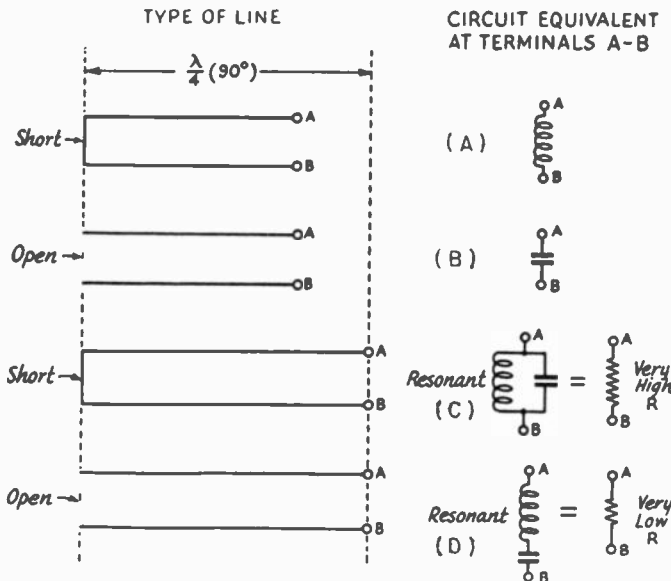 TYPE OF LINE
CIRCUIT EQUIVALENT
AT TERMINALS A-B
λ/4 (90°)
Short
A
B
(A)
A
B
Open
A
B
(B)
A
B
Short
A
B
Resonant
(C)
A
B
=
A
B
Very
High
R
Open
A
B
Resonant
(D)
A
B
=
A
B
Very
Low
R